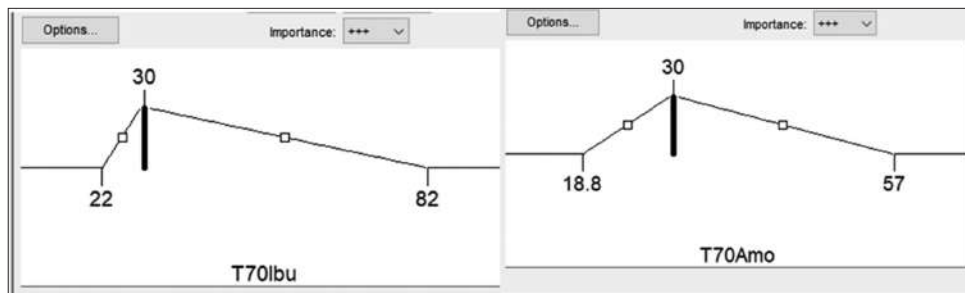 Options...
Importance: +++
30
22
82
T70Ibu
Options...
Importance: +++
30
18.8
57
T70Amo